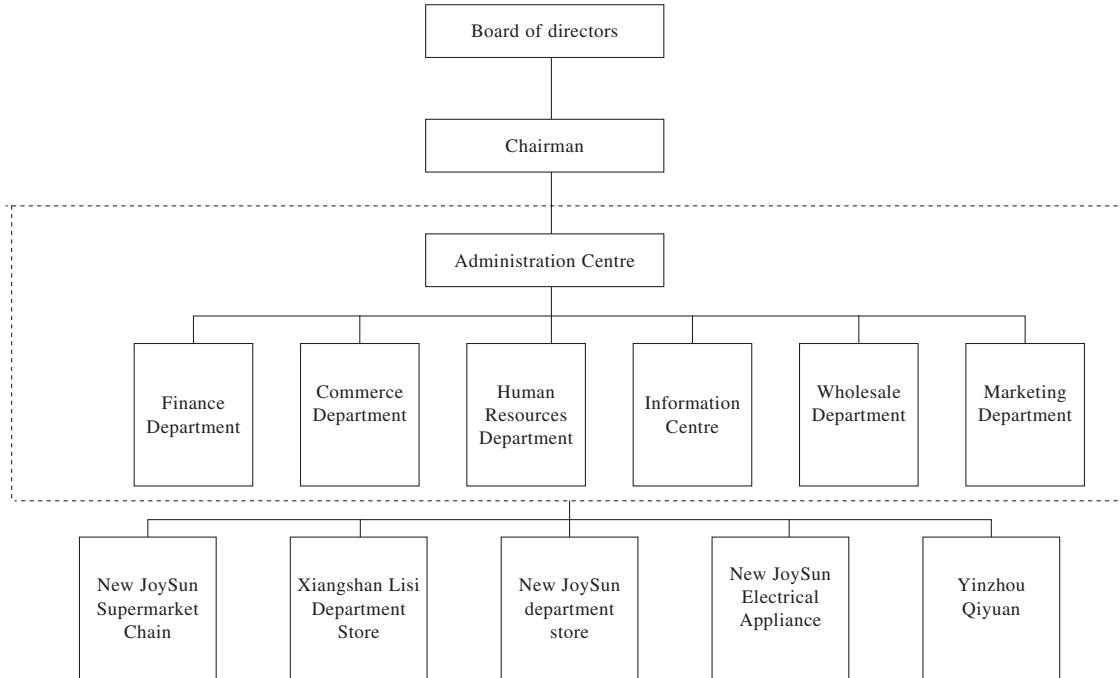 Board of directors
Chairman
Administration Centre
Finance
Department
Commerce
Department
Human
Resources
Department
Information
Centre
Wholesale
Department
Marketing
Department
New JoySun
Supermarket
Chain
Xiangshan Lisi
Department
Store
New JoySun
department
store
New JoySun
Electrical
Appliance
Yinzhou
Qiyuan